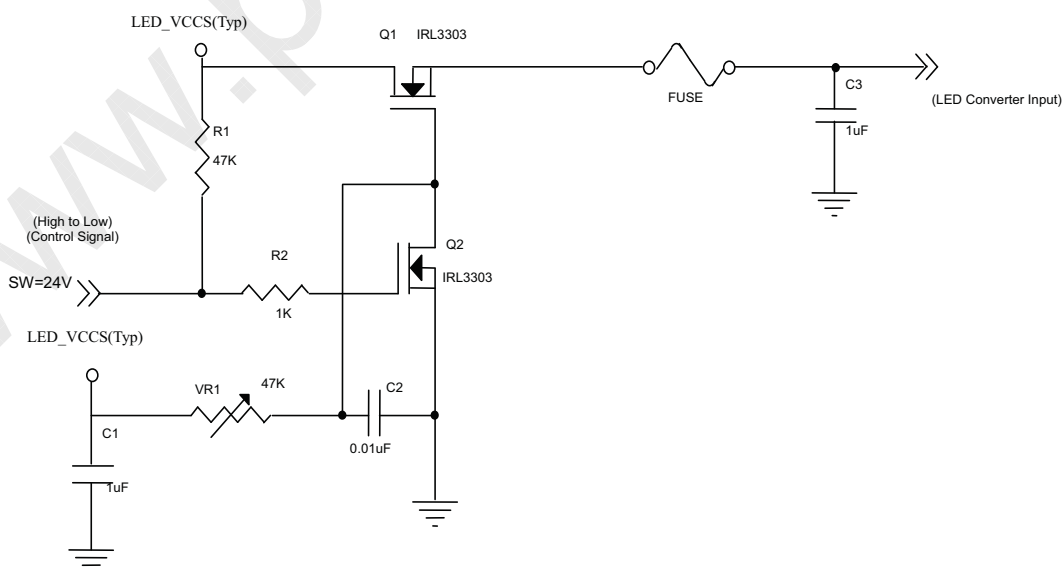 LED_VCCS(Typ)
Q1 IRL3303
FUSE
C3
1uF
(LED Converter Input)
R1
47K
(High to Low)
(Control Signal)
SW=24V
R2
1K
Q2
IRL3303
LED_VCCS(Typ)
VR1
47K
C2
0.01uF
C1
1uF